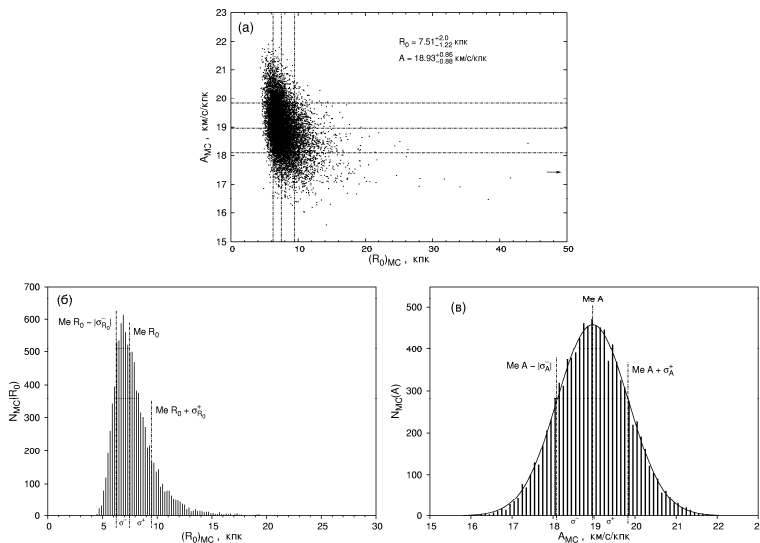 (а)
R₀ = 7.51 +2.0 −1.22 кпк
A = 18.93 +0.86 −0.88 км/с/кпк
A_MC , км/с/кпк
22
21
20
19
18
17
16
15
0 10 20 30 40 50
(R₀)_MC , кпк
(б)
Me R₀ − |σ⁻_R₀|
Me R₀
Me R₀ + σ⁺_R₀
N_MC(R₀)
700
600
500
400
300
200
100
0
0 5 σ⁻ σ⁺ 10 15 20 25 30
(R₀)_MC , кпк
(в)
Me A
Me A − |σ⁻_A|
Me A + σ⁺_A
N_MC(A)
500
400
300
200
100
0
15 16 17 18 σ⁻ 19 σ⁺ 20 21 22 23
A_MC , км/с/кпк